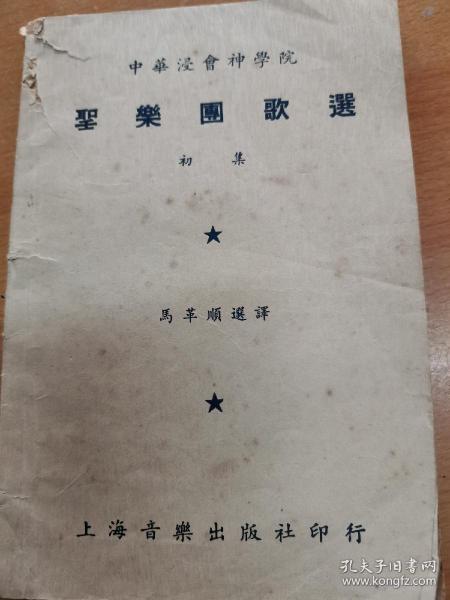 中華浸會神學院
聖樂團歌選
初集
★
馬革順選譯
★
上海音樂出版社印行
孔夫子旧书网
www.kongfz.com